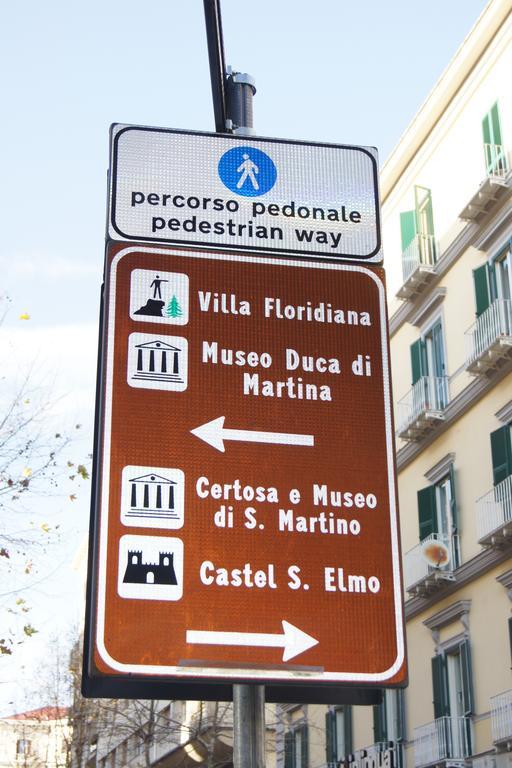 percorso pedonale
pedestrian way
Villa Floridiana
Museo Duca di
Martina
Certosa e Museo
di S. Martino
Castel S. Elmo